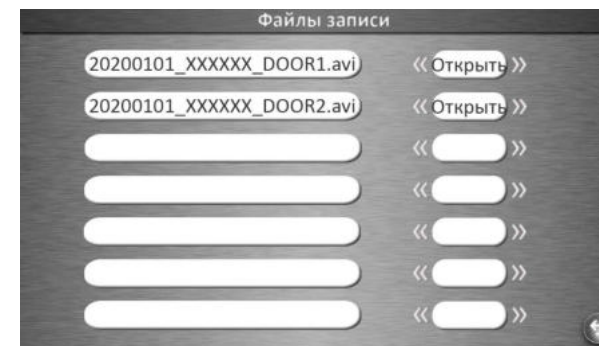 Файлы записи
20200101_XXXXXX_DOOR1.avi « Открыть »
20200101_XXXXXX_DOOR2.avi « Открыть »